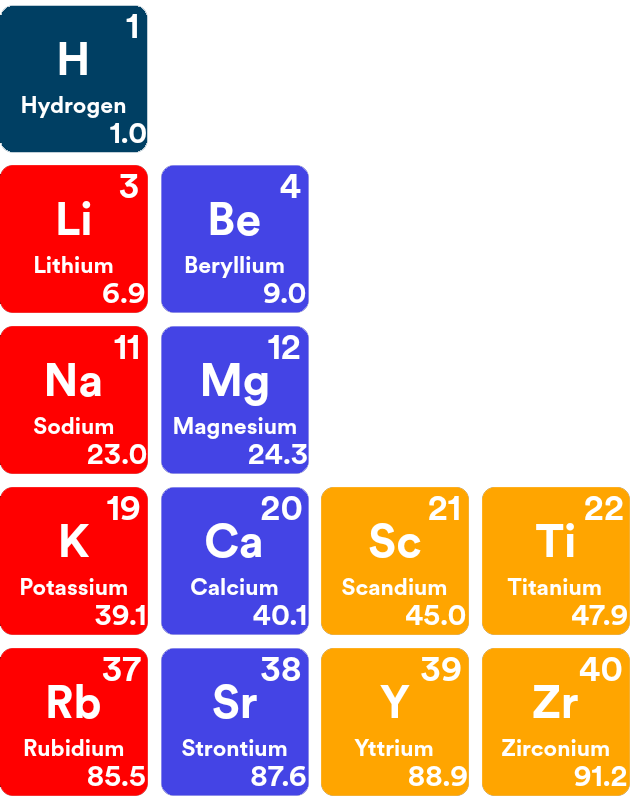 1
H
Hydrogen
1.0
3
Li
Lithium
6.9
4
Be
Beryllium
9.0
11
Na
Sodium
23.0
12
Mg
Magnesium
24.3
19
K
Potassium
39.1
20
Ca
Calcium
40.1
21
Sc
Scandium
45.0
22
Ti
Titanium
47.9
37
Rb
Rubidium
85.5
38
Sr
Strontium
87.6
39
Y
Yttrium
88.9
40
Zr
Zirconium
91.2